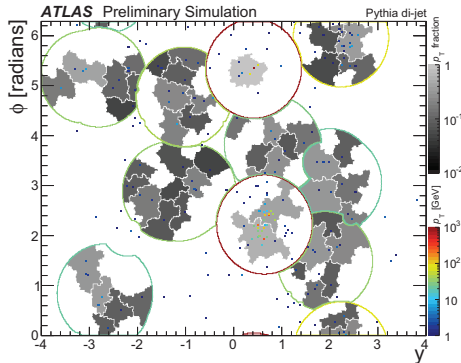 ATLAS Preliminary Simulation Pythia di-jet
ϕ [radians]
6
5
4
3
2
1
0
-4 -3 -2 -1 0 1 2 3 4
y
p_T fraction
1
10^-1
10^-2
p_T [GeV]
10^3
10^2
10
1